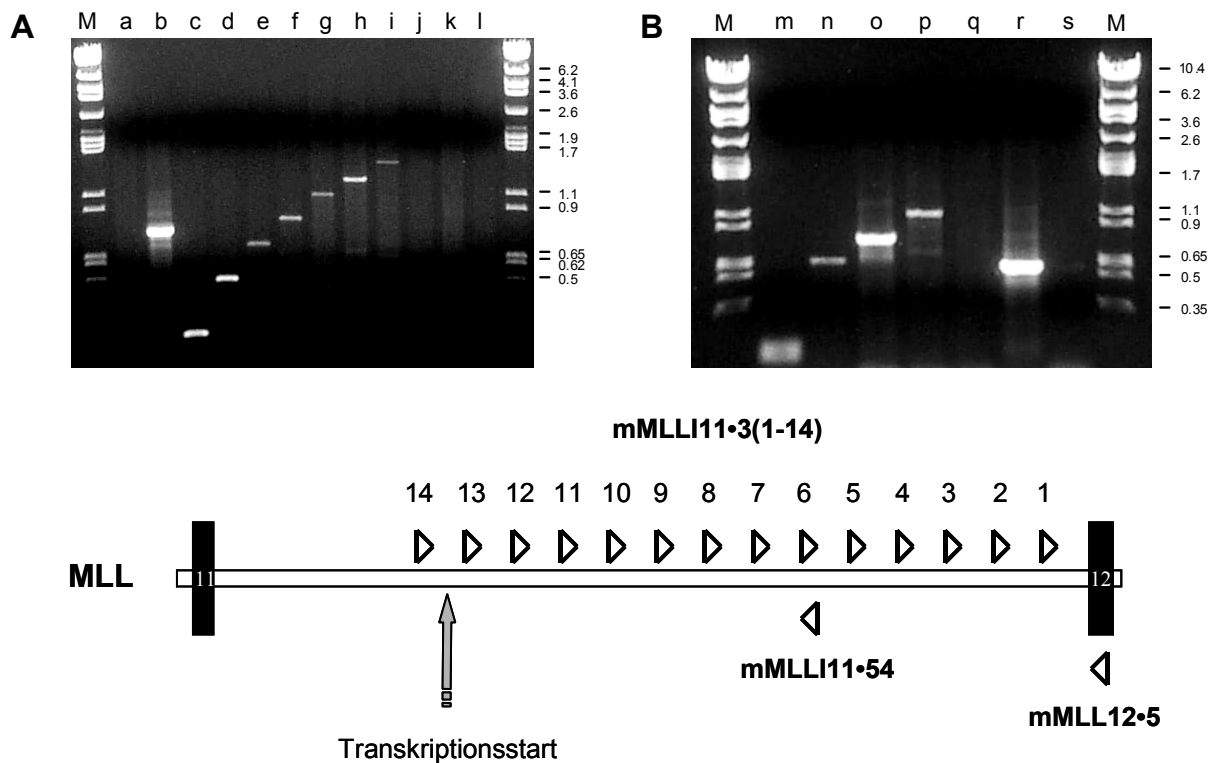 A
M a b c d e f g h i j k l
6.2
4.1
3.6
2.6
1.9
1.7
1.1
0.9
0.65
0.62
0.5
B
M m n o p q r s M
10.4
6.2
3.6
2.6
1.7
1.1
0.9
0.65
0.5
0.35
mMLLI11•3(1-14)
14 13 12 11 10 9 8 7 6 5 4 3 2 1
MLL 11 12
mMLLI11•54
mMLL12•5
Transkriptionsstart